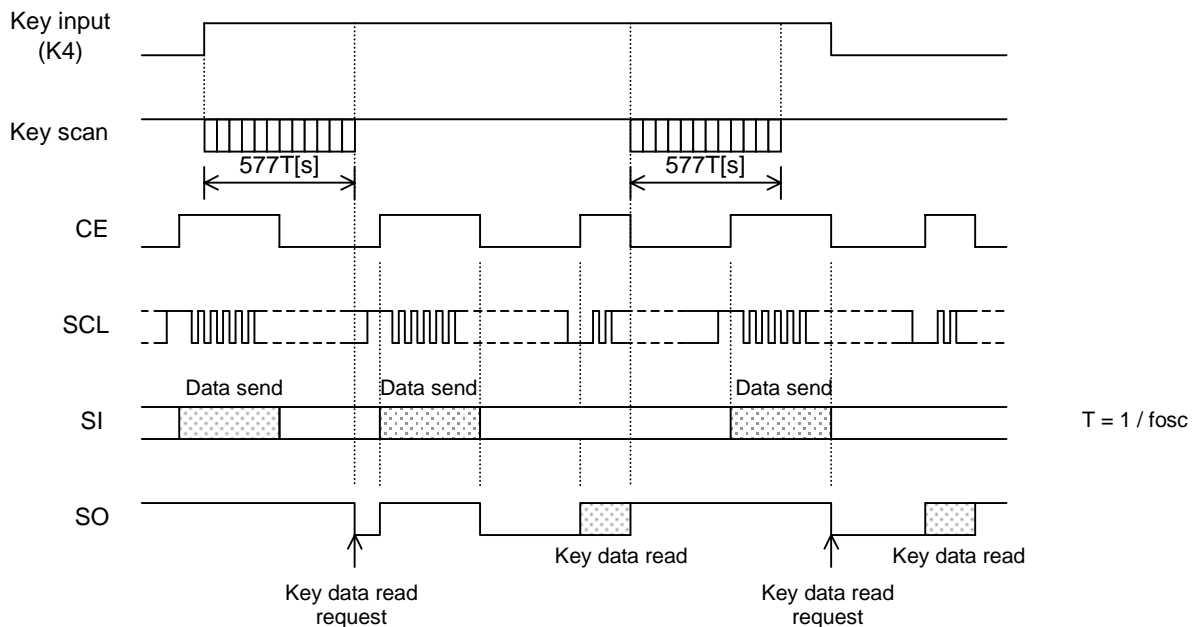 Key input
(K4)
Key scan
577T[s]
577T[s]
CE
SCL
Data send
Data send
Data send
SI
T = 1 / fosc
SO
Key data read
Key data read
Key data read
request
Key data read
request